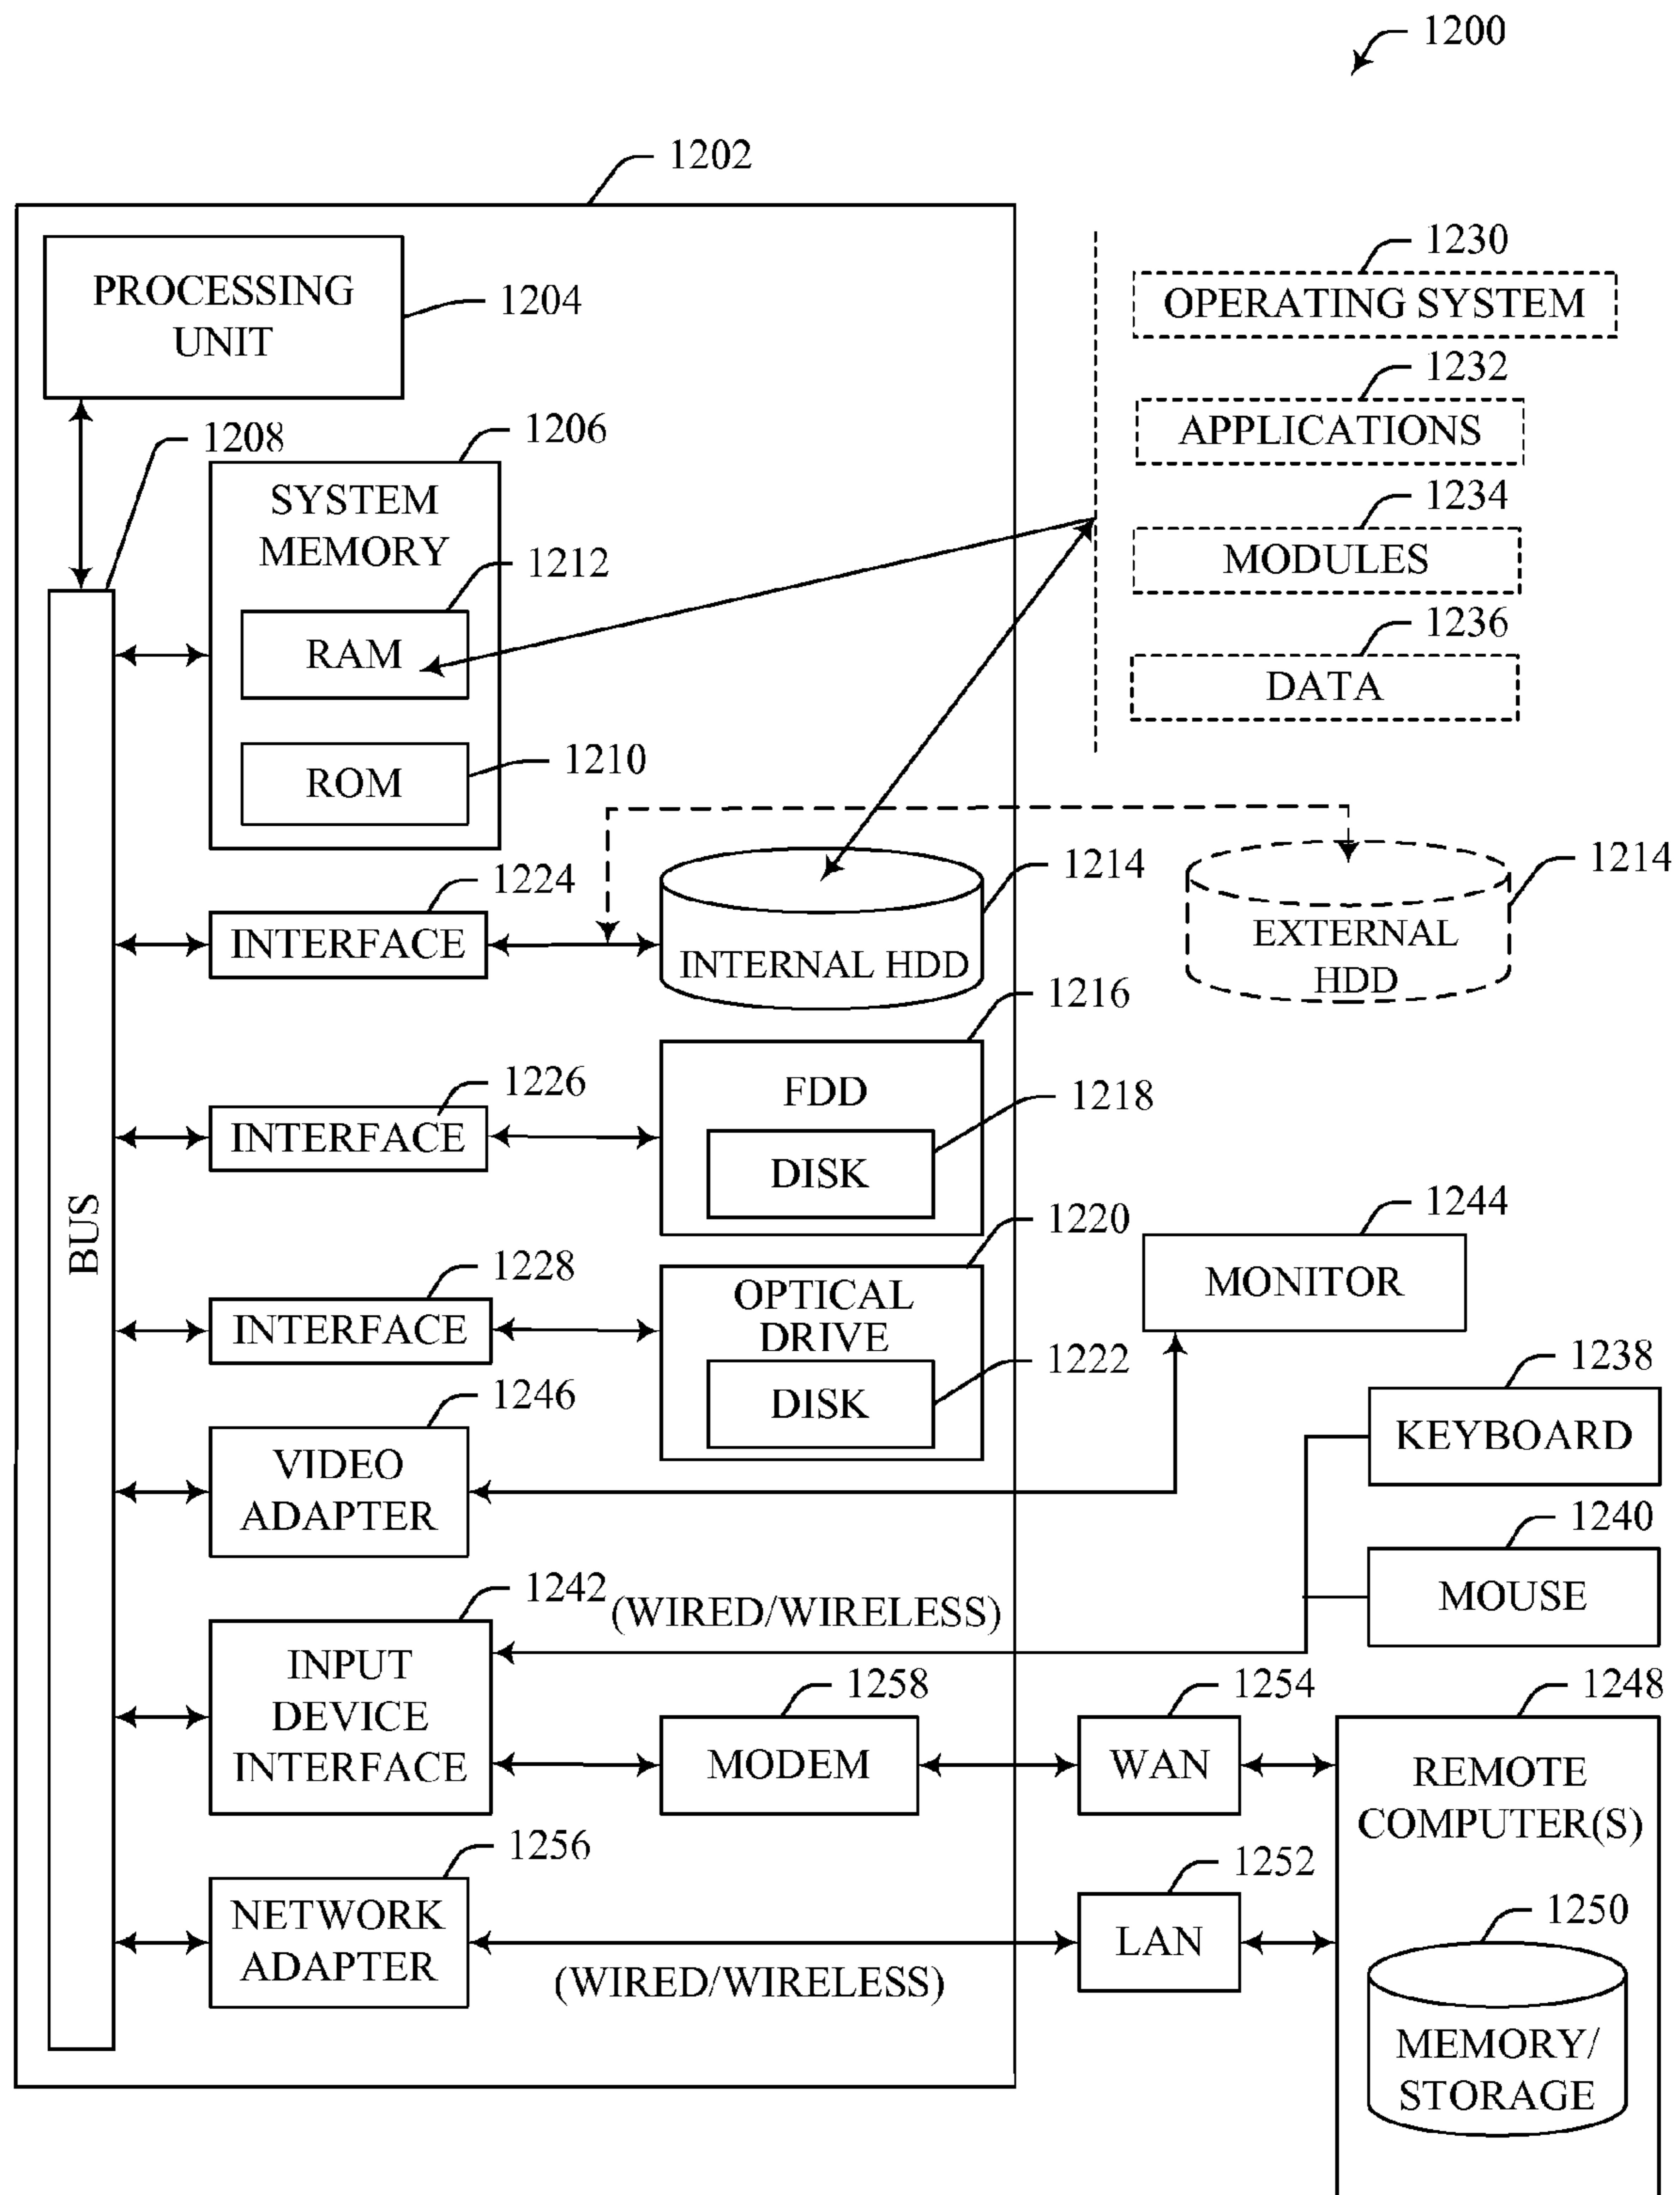 1200
1202
PROCESSING
UNIT
1204
1230
OPERATING SYSTEM
1232
APPLICATIONS
1234
MODULES
1236
DATA
1208
1206
SYSTEM
MEMORY
1212
RAM
1210
ROM
1224
INTERFACE
1214
INTERNAL HDD
1214
EXTERNAL
HDD
1216
FDD
1218
DISK
1226
INTERFACE
BUS
1220
OPTICAL
DRIVE
1222
DISK
1228
INTERFACE
1244
MONITOR
1246
VIDEO
ADAPTER
1238
KEYBOARD
1240
MOUSE
1242
(WIRED/WIRELESS)
INPUT
DEVICE
INTERFACE
1258
MODEM
1254
WAN
1248
REMOTE
COMPUTER(S)
1256
NETWORK
ADAPTER
(WIRED/WIRELESS)
1252
LAN
1250
MEMORY/
STORAGE